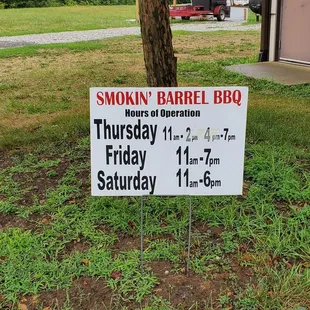 SMOKIN' BARREL BBQ
Hours of Operation
Thursday 11am-2pm 4pm-7pm
Friday 11am-7pm
Saturday 11am-6pm